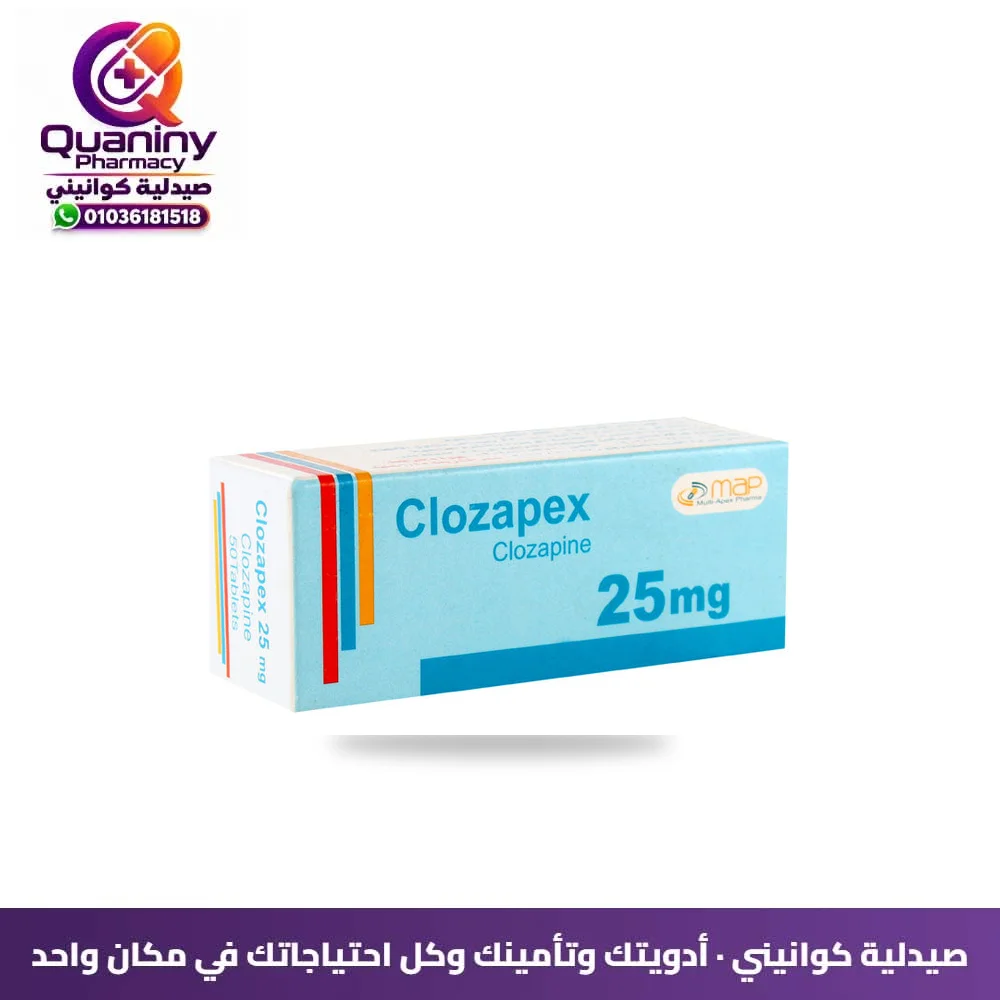 Quaniny
Pharmacy
صيدلية كوانيني
01036181518
Clozapex
Clozapine
25mg
map
Multi-Apex Pharma
Clozapex 25 mg
Clozapine
50 Tablets
صيدلية كوانيني · أدويتك وتأمينك وكل احتياجاتك في مكان واحد